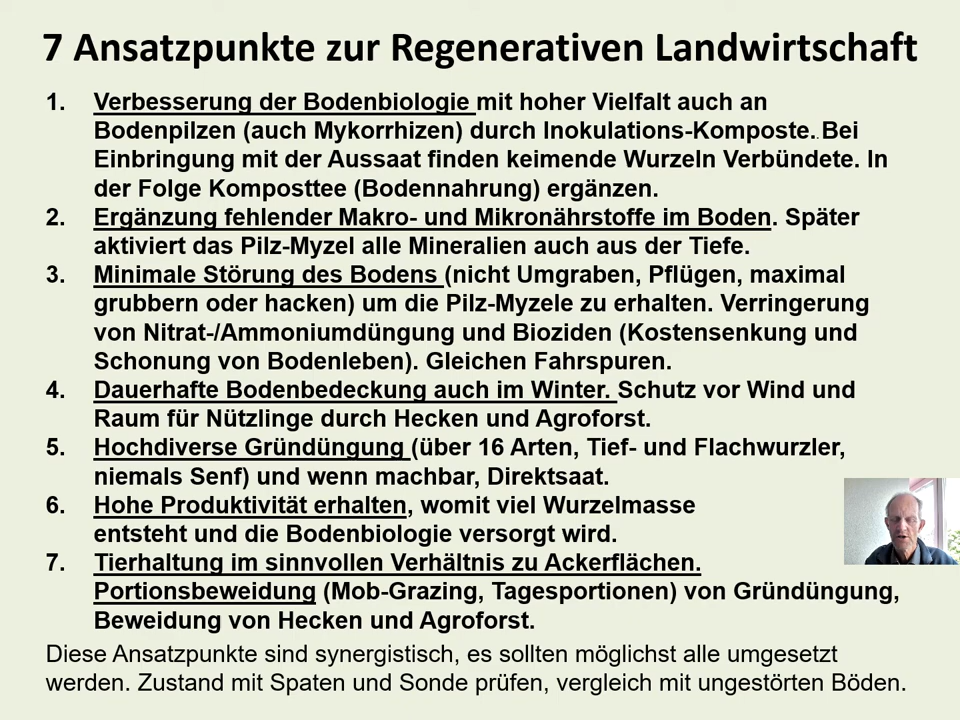 7 Ansatzpunkte zur Regenerativen Landwirtschaft
1. Verbesserung der Bodenbiologie mit hoher Vielfalt auch an
Bodenpilzen (auch Mykorrhizen) durch Inokulations-Komposte. Bei
Einbringung mit der Aussaat finden keimende Wurzeln Verbündete. In
der Folge Komposttee (Bodennahrung) ergänzen.
2. Ergänzung fehlender Makro- und Mikronährstoffe im Boden. Später
aktiviert das Pilz-Myzel alle Mineralien auch aus der Tiefe.
3. Minimale Störung des Bodens (nicht Umgraben, Pflügen, maximal
grubbern oder hacken) um die Pilz-Myzele zu erhalten. Verringerung
von Nitrat-/Ammoniumdüngung und Bioziden (Kostensenkung und
Schonung von Bodenleben). Gleichen Fahrspuren.
4. Dauerhafte Bodenbedeckung auch im Winter. Schutz vor Wind und
Raum für Nützlinge durch Hecken und Agroforst.
5. Hochdiverse Gründüngung (über 16 Arten, Tief- und Flachwurzler,
niemals Senf) und wenn machbar, Direktsaat.
6. Hohe Produktivität erhalten, womit viel Wurzelmasse
entsteht und die Bodenbiologie versorgt wird.
7. Tierhaltung im sinnvollen Verhältnis zu Ackerflächen.
Portionsbeweidung (Mob-Grazing, Tagesportionen) von Gründüngung,
Beweidung von Hecken und Agroforst.
Diese Ansatzpunkte sind synergistisch, es sollten möglichst alle umgesetzt
werden. Zustand mit Spaten und Sonde prüfen, vergleich mit ungestörten Böden.